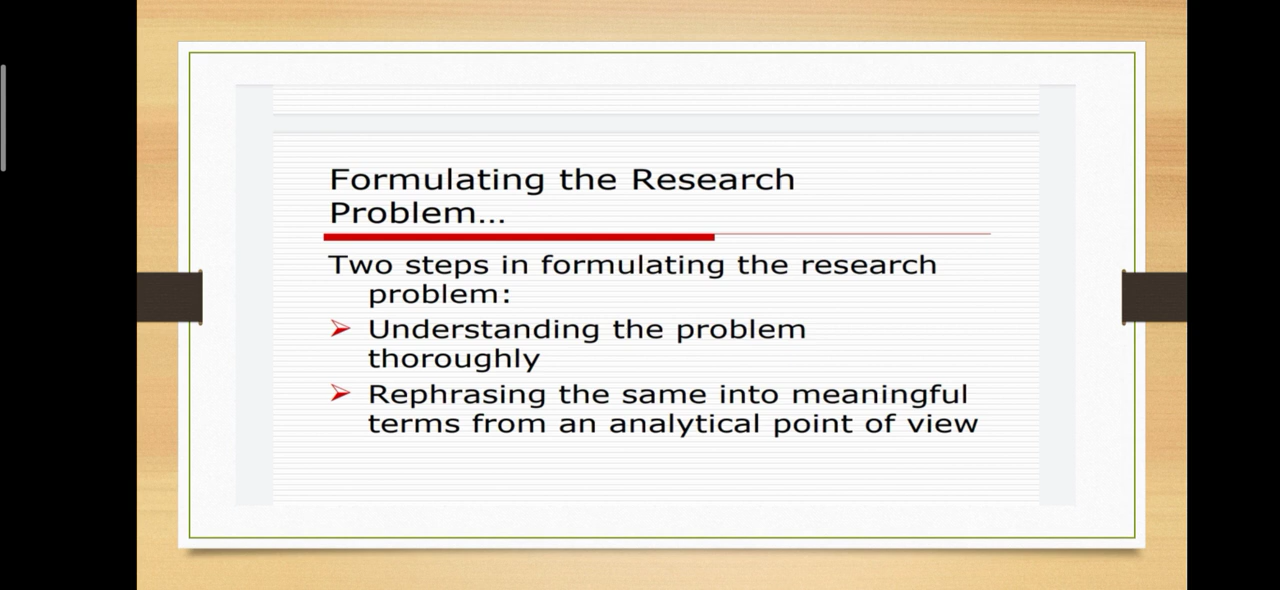 Formulating the Research
Problem...
Two steps in formulating the research
problem:
Understanding the problem
thoroughly
Rephrasing the same into meaningful
terms from an analytical point of view